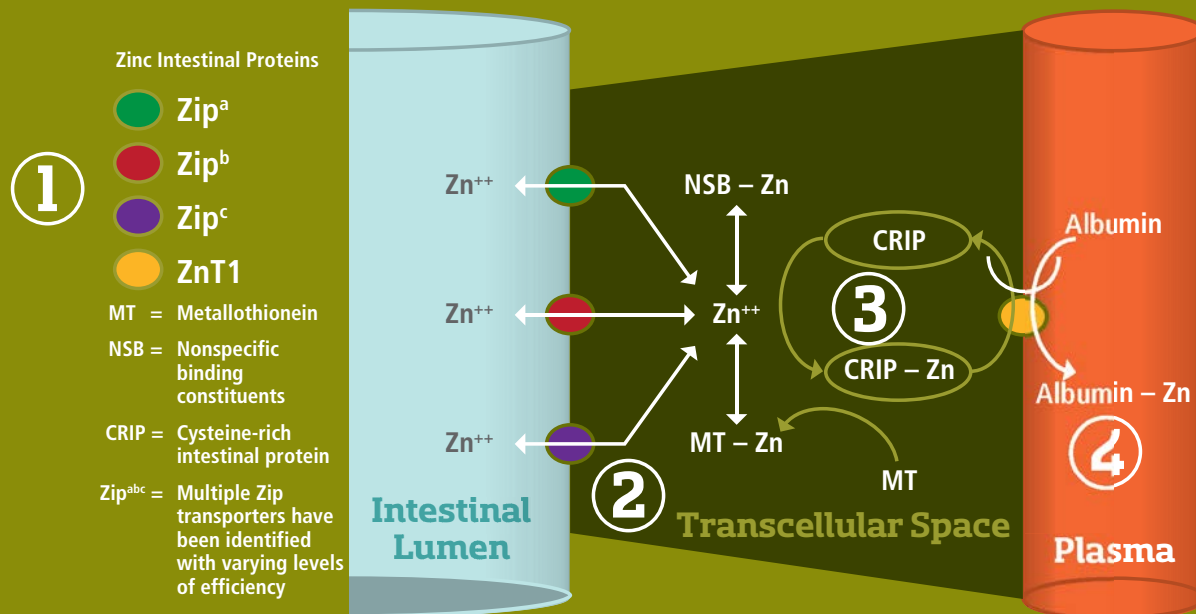 Zinc Intestinal Proteins
1
Zipᵃ
Zipᵇ
Zipᶜ
ZnT1
MT = Metallothionein
NSB = Nonspecific
binding
constituents
CRIP = Cysteine-rich
intestinal protein
Zipᵃᵇᶜ = Multiple Zip
transporters have
been identified
with varying levels
of efficiency
Zn⁺⁺
Zn⁺⁺
Zn⁺⁺
Intestinal
Lumen
2
NSB – Zn
Zn⁺⁺
MT – Zn
MT
CRIP
3
CRIP – Zn
Transcellular Space
Albumin
Albumin – Zn
4
Plasma